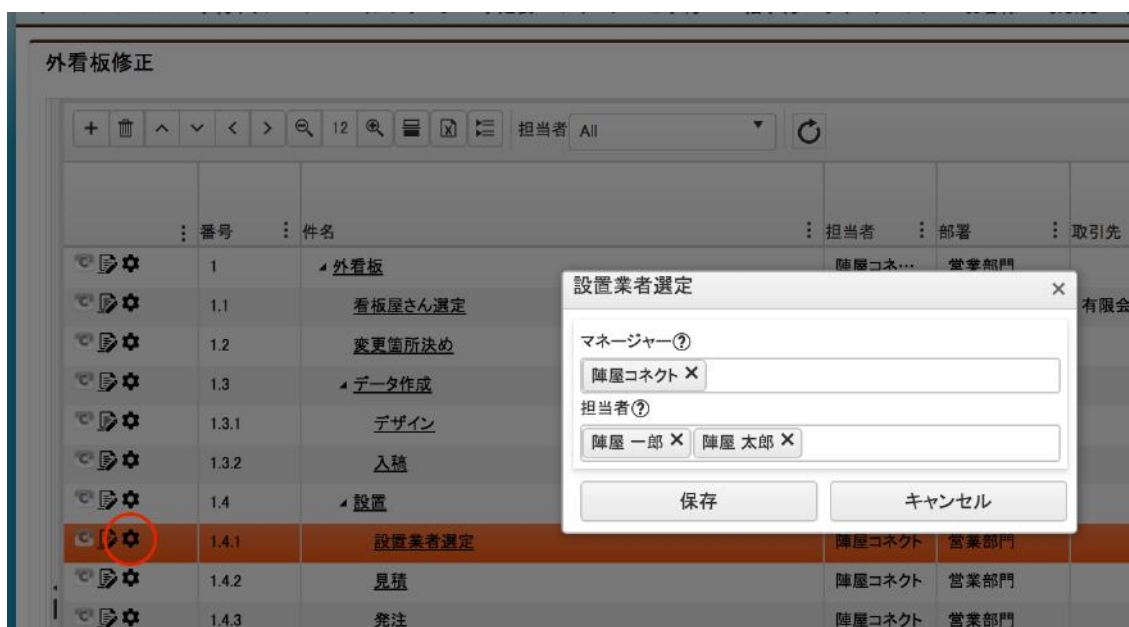 外看板修正
12 担当者 All
番号 件名 担当者 部署 取引先
1 外看板 陣屋コネ… 営業部門
設置業者選定
1.1 看板屋さん選定 有限会
マネージャー?
1.2 変更箇所決め
陣屋コネクト ×
1.3 データ作成
担当者?
1.3.1 デザイン
陣屋 一郎 × 陣屋 太郎 ×
1.3.2 入稿
1.4 設置
保存 キャンセル
1.4.1 設置業者選定 陣屋コネクト 営業部門
1.4.2 見積 陣屋コネクト 営業部門
1.4.3 発注 陣屋コネクト 営業部門